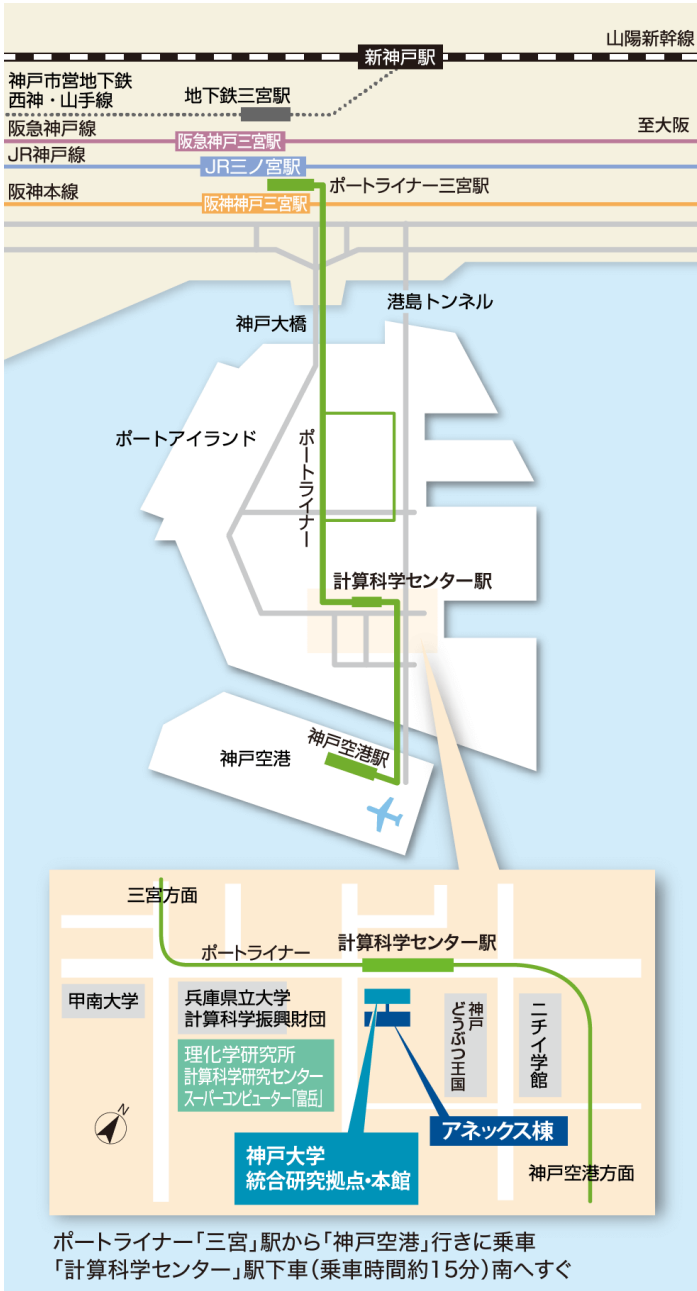 山陽新幹線
新神戸駅
神戸市営地下鉄
西神・山手線
地下鉄三宮駅
阪急神戸線
至大阪
阪急神戸三宮駅
JR神戸線
JR三ノ宮駅
ポートライナー三宮駅
阪神本線
阪神神戸三宮駅
港島トンネル
神戸大橋
ポートアイランド
ポートライナー
計算科学センター駅
神戸空港駅
神戸空港
三宮方面
ポートライナー
計算科学センター駅
甲南大学
兵庫県立大学
計算科学振興財団
理化学研究所
計算科学研究センター
スーパーコンピューター「富岳」
神戸
どうぶつ王国
ニチイ学館
N
アネックス棟
神戸大学
統合研究拠点・本館
神戸空港方面
ポートライナー「三宮」駅から「神戸空港」行きに乗車
「計算科学センター」駅下車（乗車時間約15分）南へすぐ